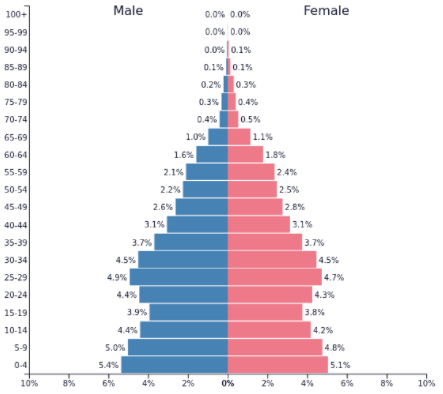 Male Female
100+ 0.0% 0.0%
95-99 0.0% 0.0%
90-94 0.0% 0.1%
85-89 0.1% 0.1%
80-84 0.2% 0.3%
75-79 0.3% 0.4%
70-74 0.4% 0.5%
65-69 1.0% 1.1%
60-64 1.6% 1.8%
55-59 2.1% 2.4%
50-54 2.2% 2.5%
45-49 2.6% 2.8%
40-44 3.1% 3.1%
35-39 3.7% 3.7%
30-34 4.5% 4.5%
25-29 4.9% 4.7%
20-24 4.4% 4.3%
15-19 3.9% 3.8%
10-14 4.4% 4.2%
5-9 5.0% 4.8%
0-4 5.4% 5.1%
10% 8% 6% 4% 2% 0% 2% 4% 6% 8% 10%